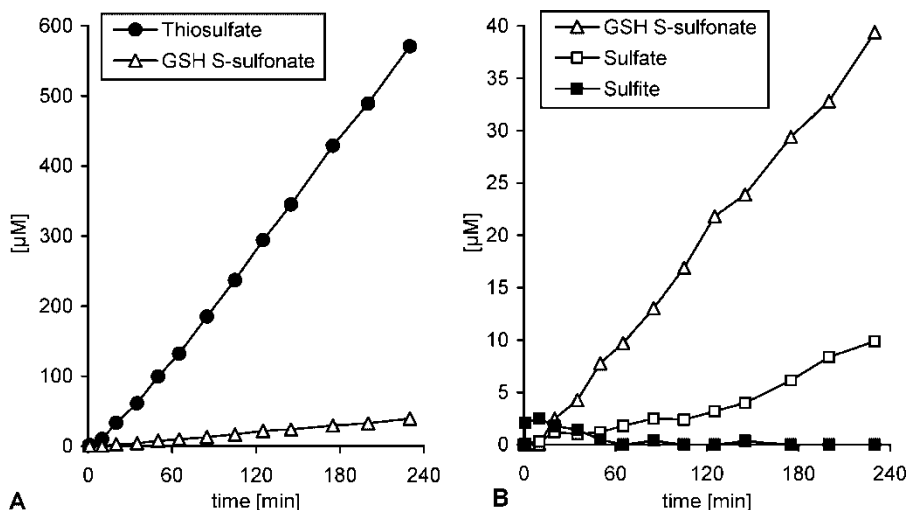 Thiosulfate
GSH S-sulfonate
600
500
400
300
200
100
0
[µM]
0 60 120 180 240
time [min]
A
GSH S-sulfonate
Sulfate
Sulfite
40
35
30
25
20
15
10
5
0
[µM]
0 60 120 180 240
time [min]
B